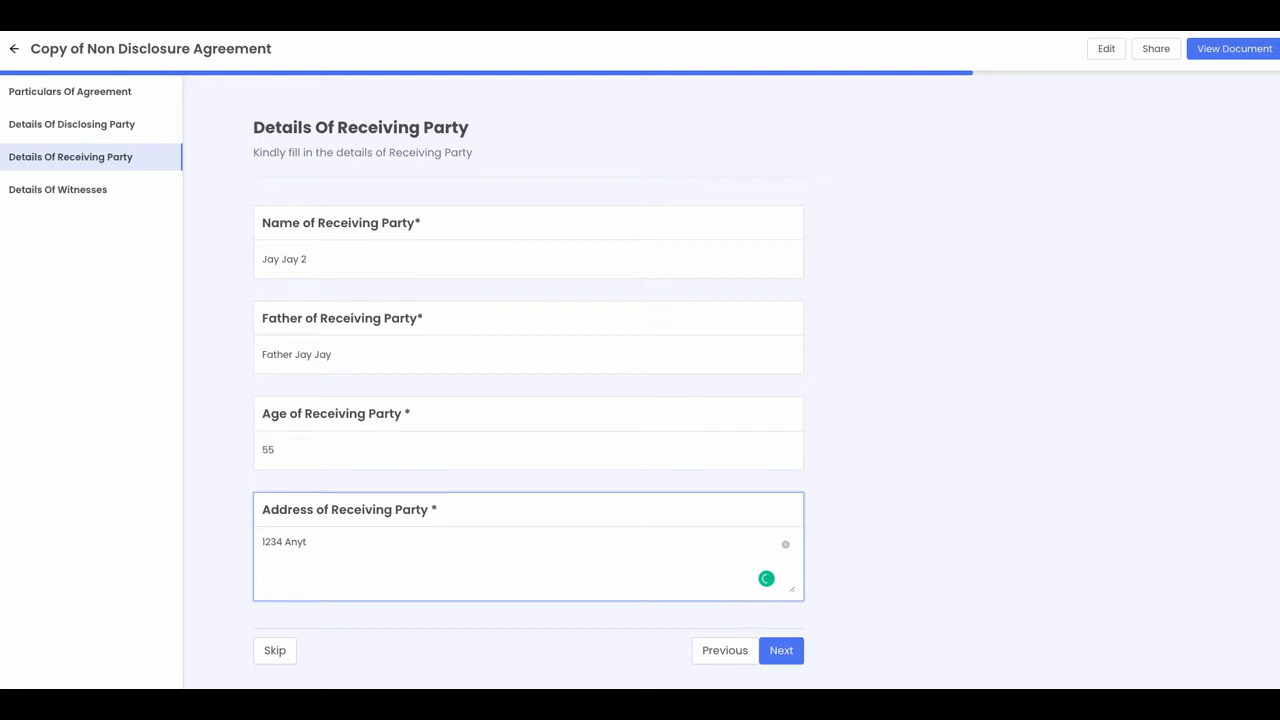 Copy of Non Disclosure Agreement
Edit
Share
View Document
Particulars Of Agreement
Details Of Disclosing Party
Details Of Receiving Party
Details Of Witnesses
Details Of Receiving Party
Kindly fill in the details of Receiving Party
Name of Receiving Party*
Jay Jay 2
Father of Receiving Party*
Father Jay Jay
Age of Receiving Party *
55
Address of Receiving Party *
1234 Anyt
Skip
Previous
Next